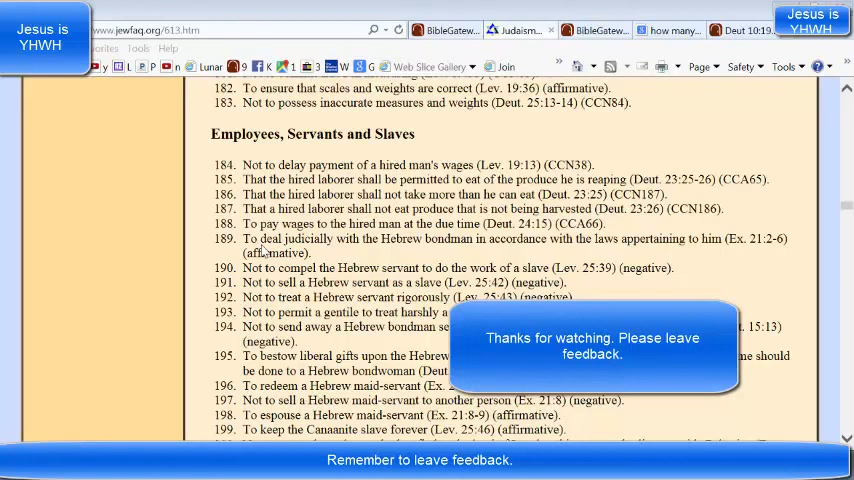 Jesus is
YHWH
www.jewfaq.org/613.htm
BibleGatew...
Judaism...
BibleGatew...
how many...
Deut 10:19...
Jesus is
YHWH
Tools Help
y L P N Lunar 9 K 1 3 W G Web Slice Gallery Join
Page Safety Tools
182. To ensure that scales and weights are correct (Lev. 19:36) (affirmative).
183. Not to possess inaccurate measures and weights (Deut. 25:13-14) (CCN84).
Employees, Servants and Slaves
184. Not to delay payment of a hired man's wages (Lev. 19:13) (CCN38).
185. That the hired laborer shall be permitted to eat of the produce he is reaping (Deut. 23:25-26) (CCA65).
186. That the hired laborer shall not take more than he can eat (Deut. 23:25) (CCN187).
187. That a hired laborer shall not eat produce that is not being harvested (Deut. 23:26) (CCN186).
188. To pay wages to the hired man at the due time (Deut. 24:15) (CCA66).
189. To deal judicially with the Hebrew bondman in accordance with the laws appertaining to him (Ex. 21:2-6)
(affirmative).
190. Not to compel the Hebrew servant to do the work of a slave (Lev. 25:39) (negative).
191. Not to sell a Hebrew servant as a slave (Lev. 25:42) (negative).
192. Not to treat a Hebrew servant rigorously (Lev. 25:43) (negative).
193. Not to permit a gentile to treat harshly a
194. Not to send away a Hebrew bondman se t. 15:13)
(negative).
195. To bestow liberal gifts upon the Hebrew me should
be done to a Hebrew bondwoman (Deut
196. To redeem a Hebrew maid-servant (Ex.
197. Not to sell a Hebrew maid-servant to another person (Ex. 21:8) (negative).
198. To espouse a Hebrew maid-servant (Ex. 21:8-9) (affirmative).
199. To keep the Canaanite slave forever (Lev. 25:46) (affirmative).
Thanks for watching. Please leave
feedback.
Remember to leave feedback.